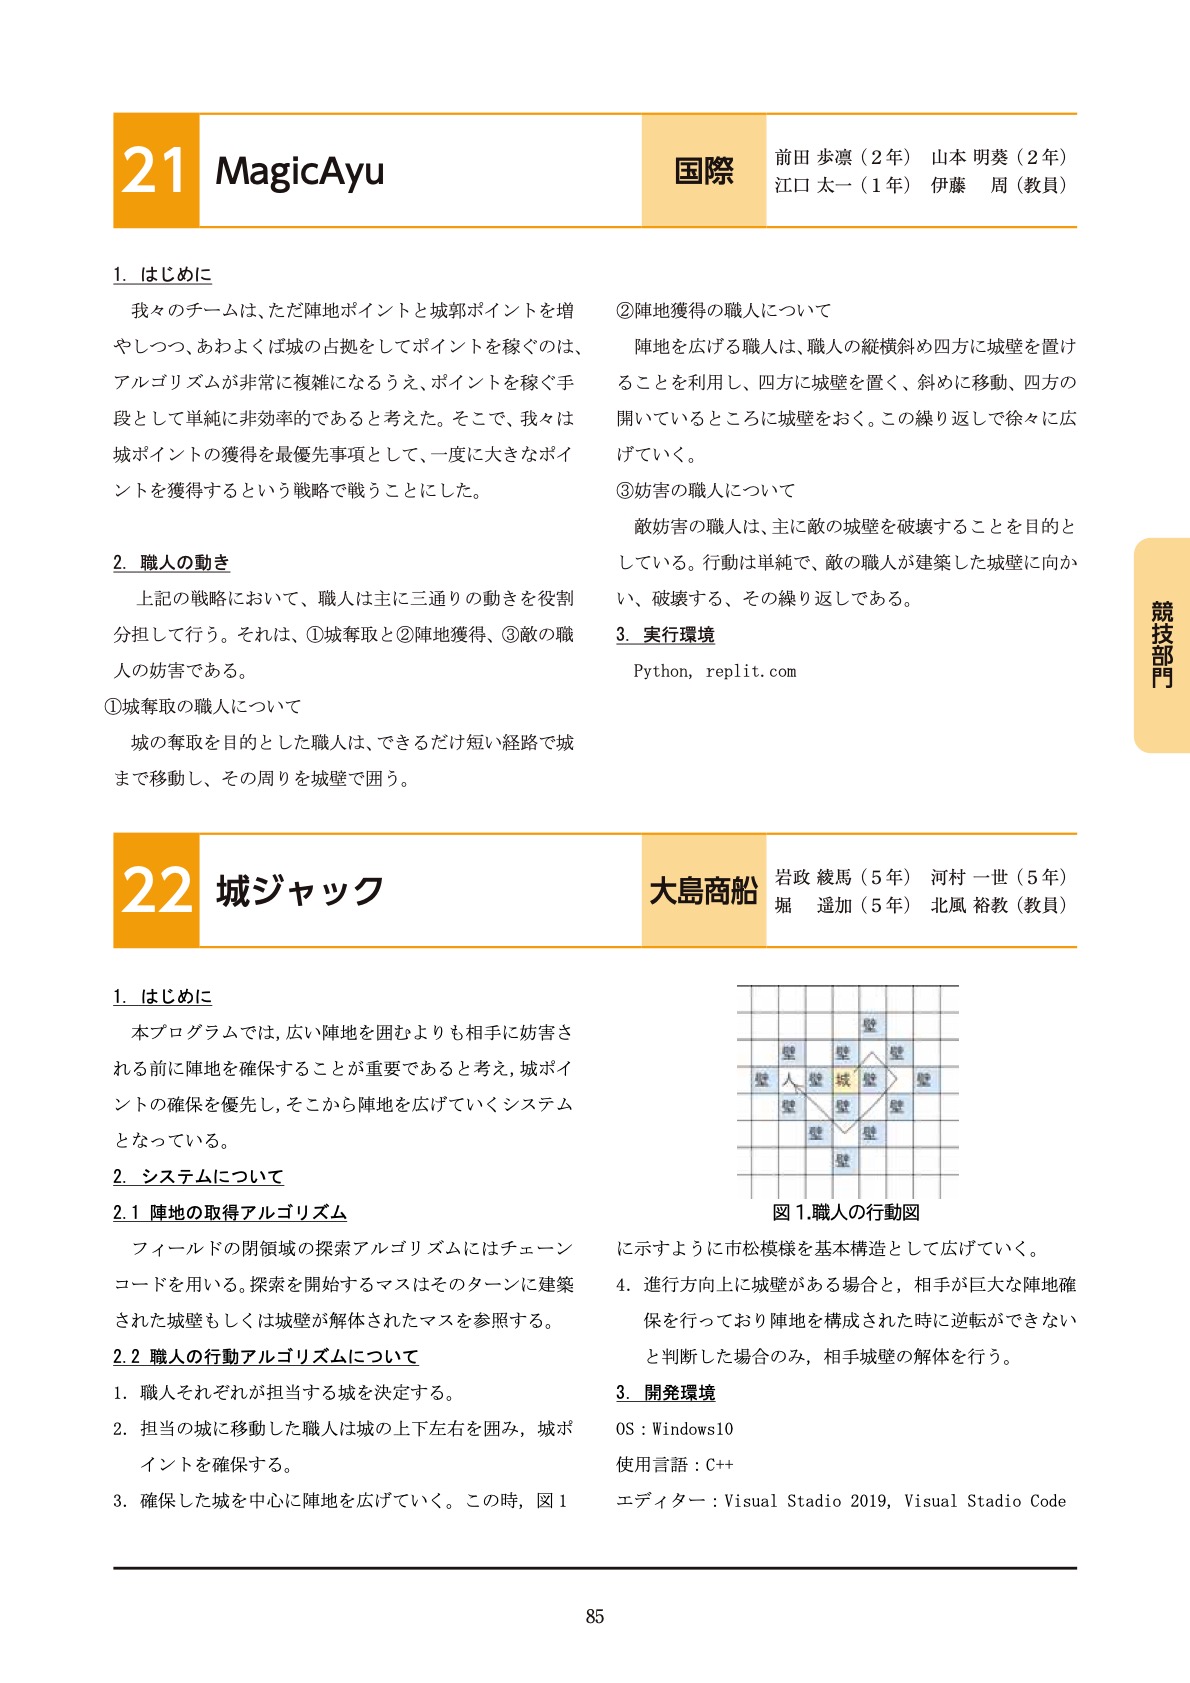 21 MagicAyu 国際 前田 歩凛（２年） 山本 明葵（２年）
江口 太一（１年） 伊藤　周（教員）
1. はじめに
我々のチームは、ただ陣地ポイントと城郭ポイントを増
やしつつ、あわよくば城の占拠をしてポイントを稼ぐのは、
アルゴリズムが非常に複雑になるうえ、ポイントを稼ぐ手
段として単純に非効率的であると考えた。そこで、我々は
城ポイントの獲得を最優先事項として、一度に大きなポイ
ントを獲得するという戦略で戦うことにした。
2. 職人の動き
上記の戦略において、職人は主に三通りの動きを役割
分担して行う。それは、①城奪取と②陣地獲得、③敵の職
人の妨害である。
①城奪取の職人について
城の奪取を目的とした職人は、できるだけ短い経路で城
まで移動し、その周りを城壁で囲う。
②陣地獲得の職人について
陣地を広げる職人は、職人の縦横斜め四方に城壁を置け
ることを利用し、四方に城壁を置く、斜めに移動、四方の
開いているところに城壁をおく。この繰り返しで徐々に広
げていく。
③妨害の職人について
敵妨害の職人は、主に敵の城壁を破壊することを目的と
している。行動は単純で、敵の職人が建築した城壁に向か
い、破壊する、その繰り返しである。
3. 実行環境
Python, replit.com
競技部門
22 城ジャック 大島商船 岩政 綾馬（５年） 河村 一世（５年）
堀　遥加（５年） 北風 裕教（教員）
1. はじめに
本プログラムでは，広い陣地を囲むよりも相手に妨害さ
れる前に陣地を確保することが重要であると考え，城ポイ
ントの確保を優先し，そこから陣地を広げていくシステム
となっている。
2. システムについて
2.1 陣地の取得アルゴリズム
フィールドの閉領域の探索アルゴリズムにはチェーン
コードを用いる。探索を開始するマスはそのターンに建築
された城壁もしくは城壁が解体されたマスを参照する。
2.2 職人の行動アルゴリズムについて
1. 職人それぞれが担当する城を決定する。
2. 担当の城に移動した職人は城の上下左右を囲み，城ポ
イントを確保する。
3. 確保した城を中心に陣地を広げていく。この時，図１
壁
壁 壁 壁
壁 人 壁 城 壁 壁
壁 壁 壁
壁 壁
壁
図 1.職人の行動図
に示すように市松模様を基本構造として広げていく。
4. 進行方向上に城壁がある場合と，相手が巨大な陣地確
保を行っており陣地を構成された時に逆転ができない
と判断した場合のみ，相手城壁の解体を行う。
3. 開発環境
OS：Windows10
使用言語：C++
エディター：Visual Stadio 2019, Visual Stadio Code
85